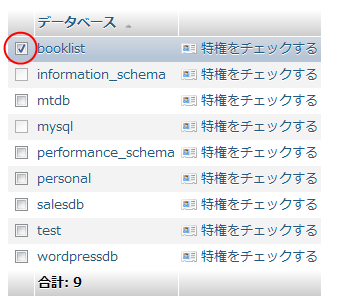 データベース
booklist 特権をチェックする
information_schema 特権をチェックする
mtdb 特権をチェックする
mysql 特権をチェックする
performance_schema 特権をチェックする
personal 特権をチェックする
salesdb 特権をチェックする
test 特権をチェックする
wordpressdb 特権をチェックする
合計: 9